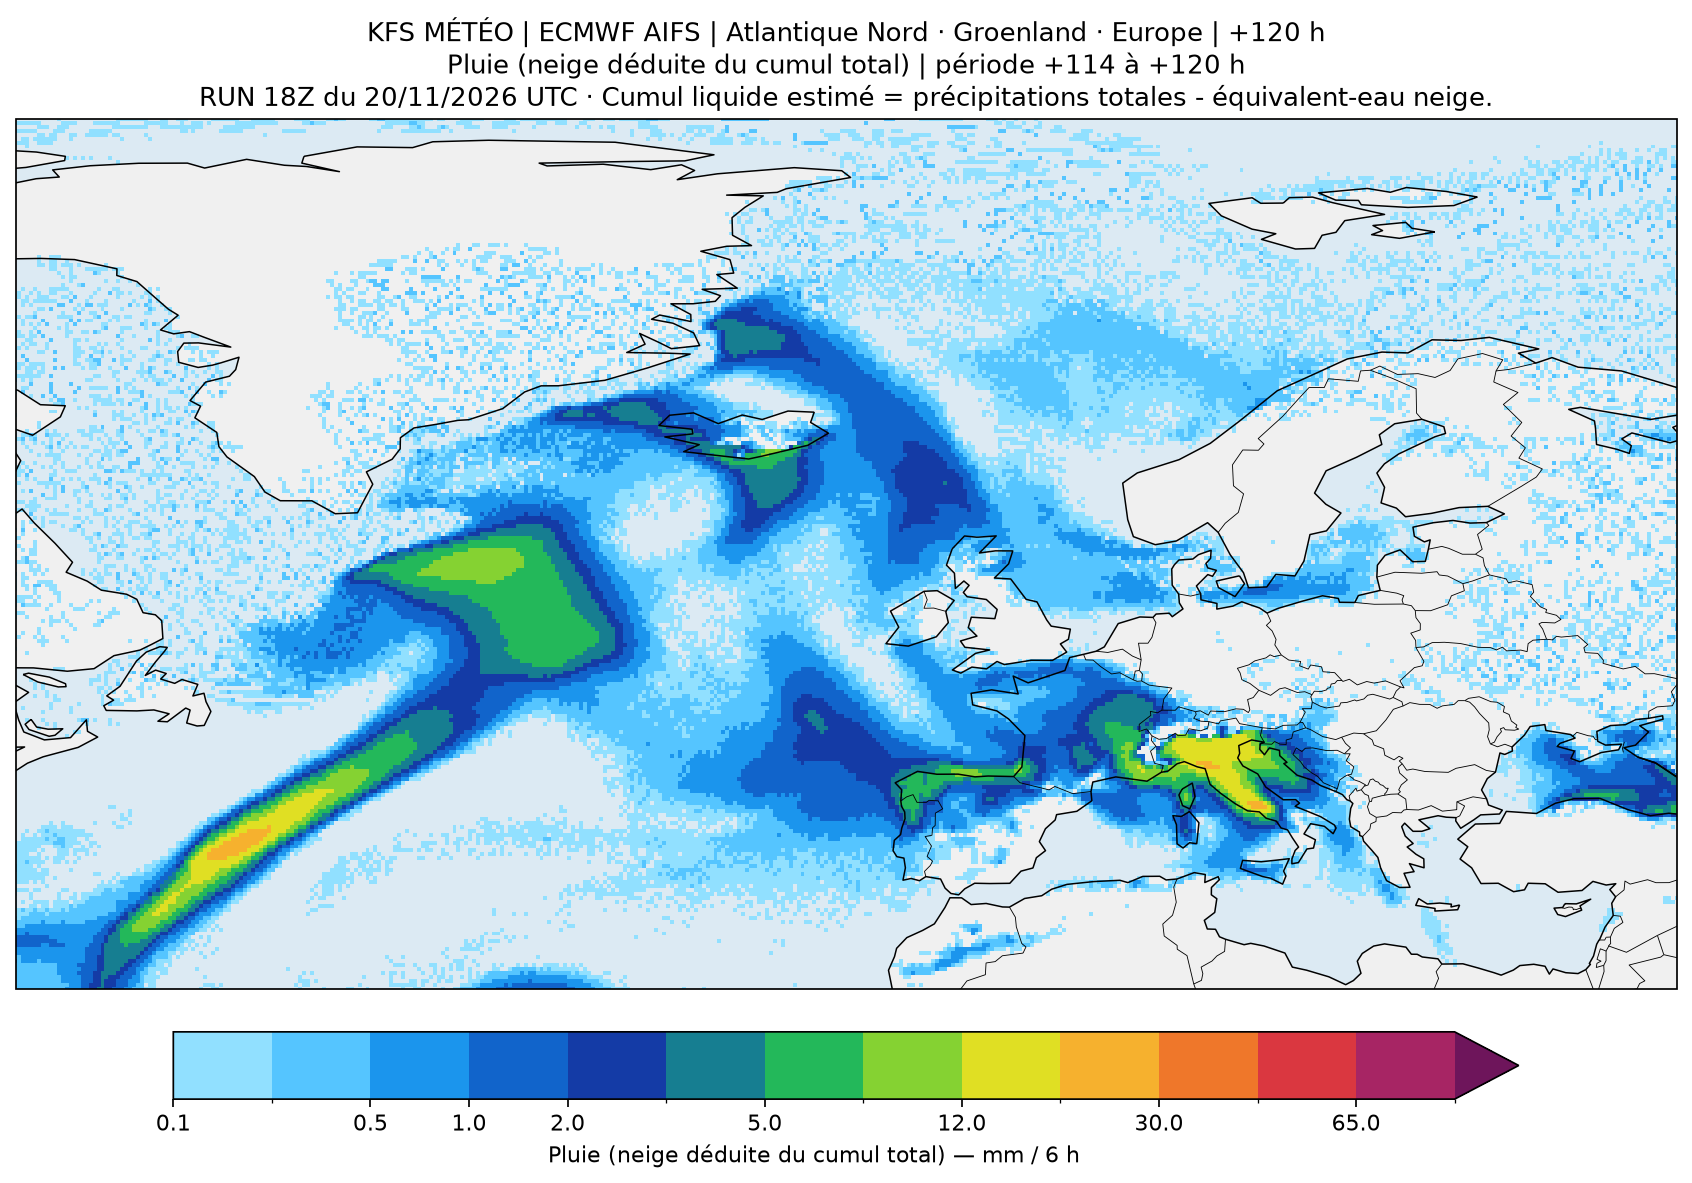 KFS MÉTÉO | ECMWF AIFS | Atlantique Nord · Groenland · Europe | +120 h
Pluie (neige déduite du cumul total) | période +114 à +120 h
RUN 18Z du 20/11/2026 UTC · Cumul liquide estimé = précipitations totales - équivalent-eau neige.
0.1 0.5 1.0 2.0 5.0 12.0 30.0 65.0
Pluie (neige déduite du cumul total) — mm / 6 h